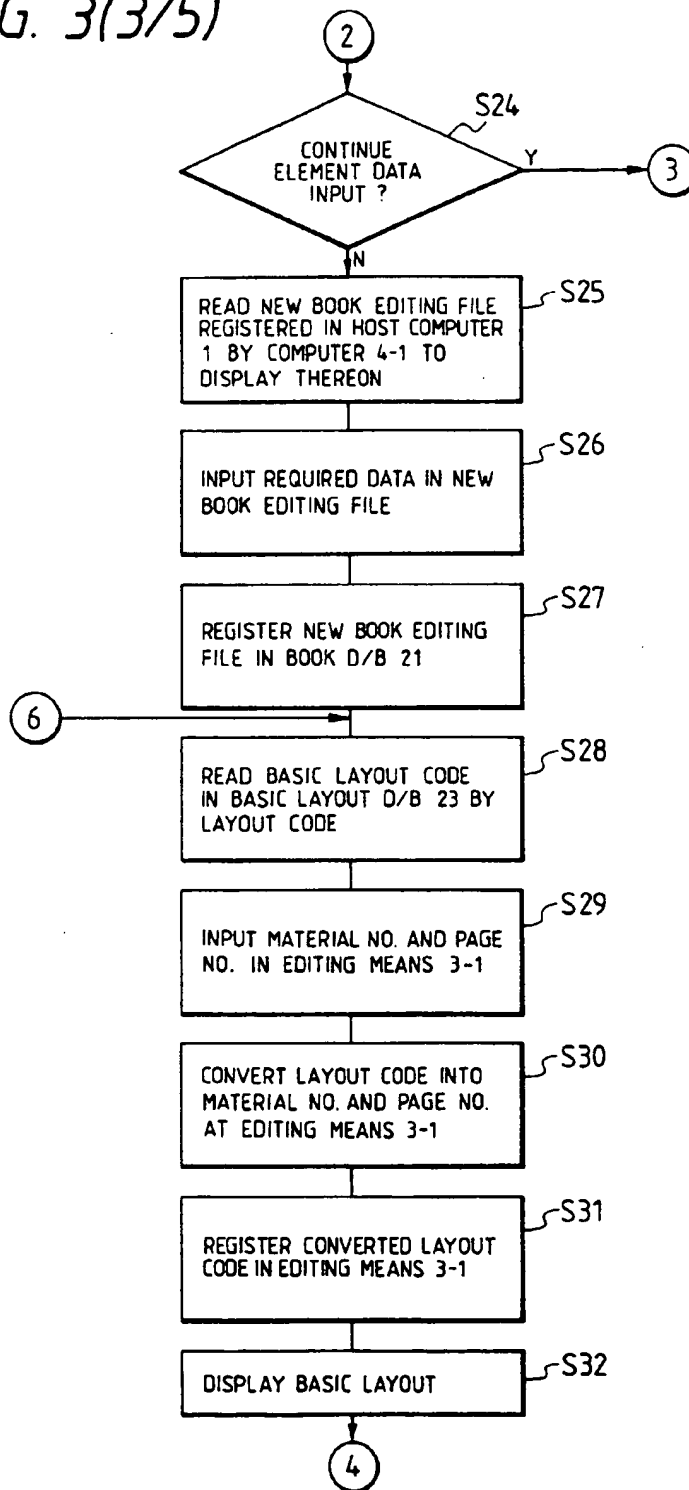 G. 3(3/5)
2
S24
CONTINUE
ELEMENT DATA
INPUT ?
Y
3
N
S25
READ NEW BOOK EDITING FILE
REGISTERED IN HOST COMPUTER
1 BY COMPUTER 4-1 TO
DISPLAY THEREON
S26
INPUT REQUIRED DATA IN NEW
BOOK EDITING FILE
S27
REGISTER NEW BOOK EDITING
FILE IN BOOK D/B 21
6
S28
READ BASIC LAYOUT CODE
IN BASIC LAYOUT D/B 23 BY
LAYOUT CODE
S29
INPUT MATERIAL NO. AND PAGE
NO. IN EDITING MEANS 3-1
S30
CONVERT LAYOUT CODE INTO
MATERIAL NO. AND PAGE NO.
AT EDITING MEANS 3-1
S31
REGISTER CONVERTED LAYOUT
CODE IN EDITING MEANS 3-1
S32
DISPLAY BASIC LAYOUT
4